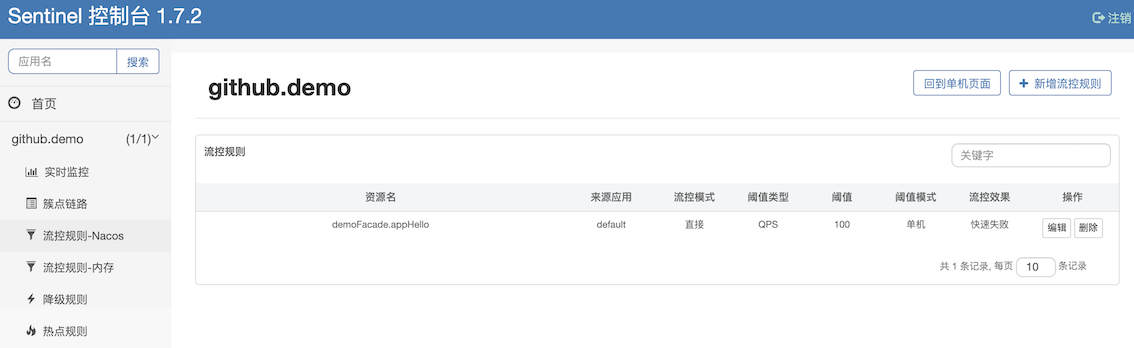 Sentinel 控制台 1.7.2
注销
应用名
搜索
首页
github.demo
(1/1)
实时监控
簇点链路
流控规则-Nacos
流控规则-内存
降级规则
热点规则
github.demo
回到单机页面
新增流控规则
流控规则
关键字
资源名 来源应用 流控模式 阈值类型 阈值 阈值模式 流控效果 操作
demoFacade.appHello default 直接 QPS 100 单机 快速失败 编辑 删除
共 1 条记录, 每页 10 条记录